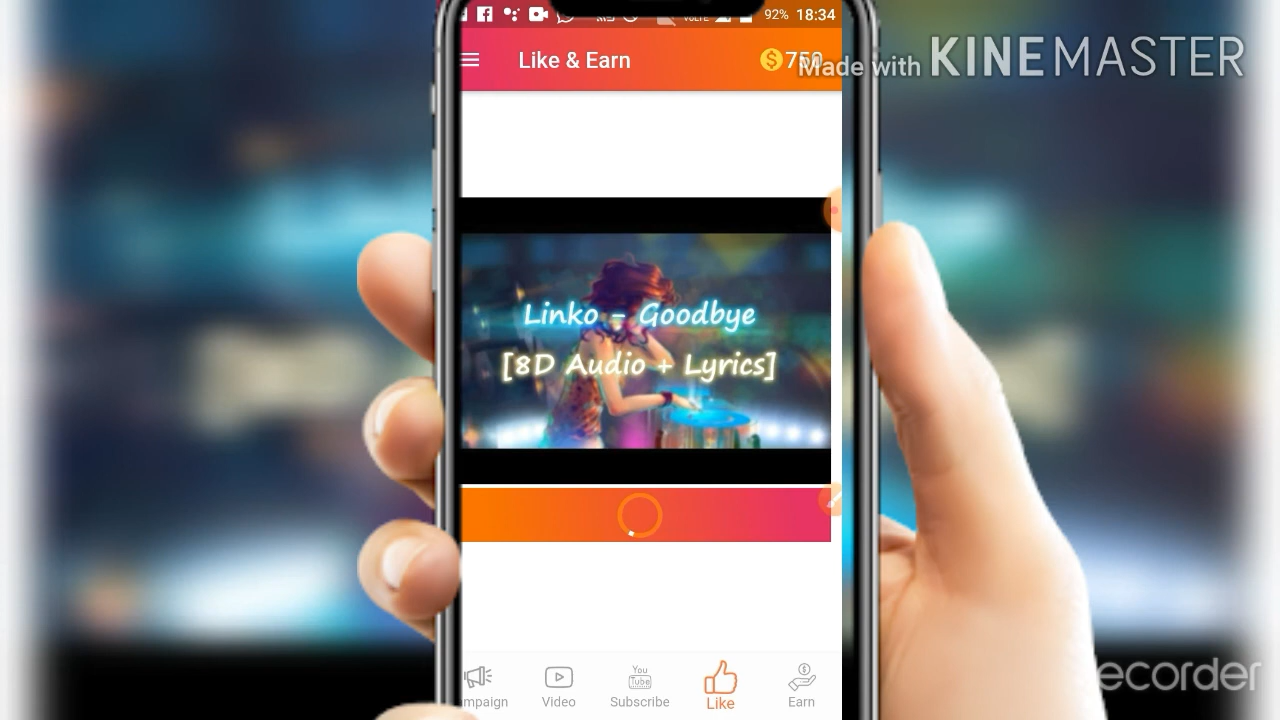 92% 18:34
Like & Earn
Made with KINEMASTER
Linko - Goodbye
[8D Audio + Lyrics]
mpaign
Video
You
Tube
Subscribe
Like
Earn
ecorder